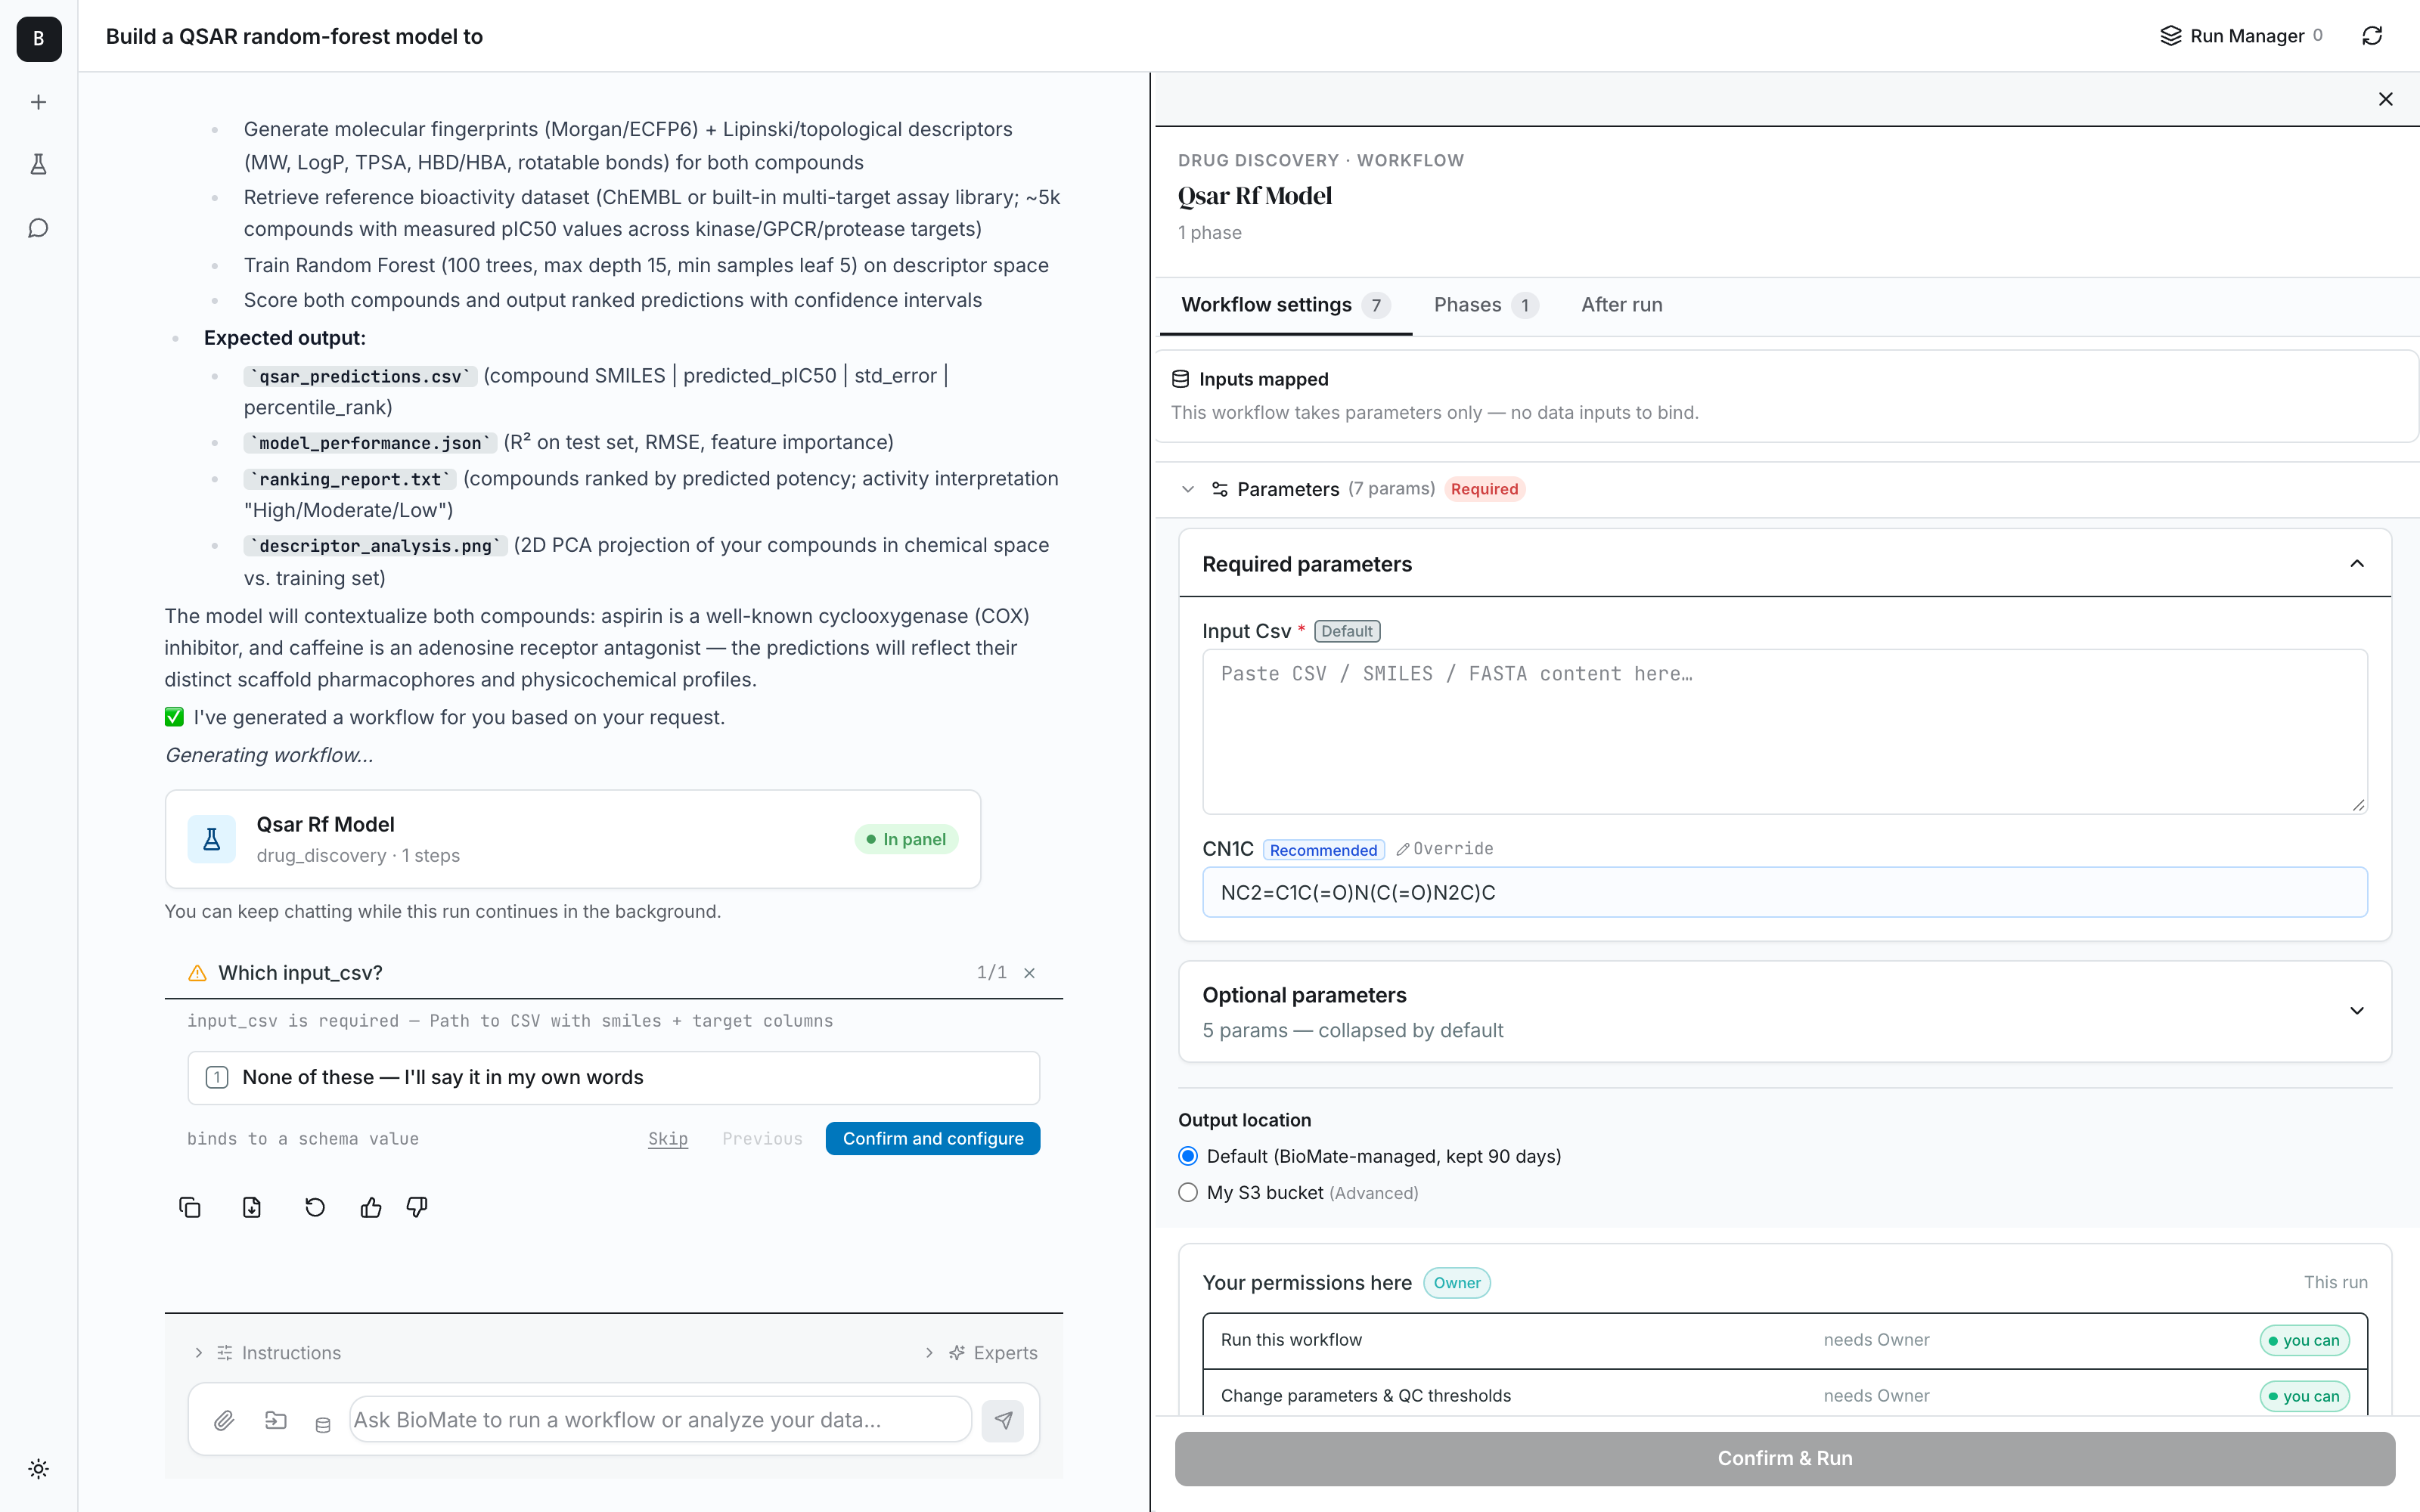 B
Build a QSAR random-forest model to
Run Manager 0
Generate molecular fingerprints (Morgan/ECFP6) + Lipinski/topological descriptors
(MW, LogP, TPSA, HBD/HBA, rotatable bonds) for both compounds
Retrieve reference bioactivity dataset (ChEMBL or built-in multi-target assay library; ~5k
compounds with measured pIC50 values across kinase/GPCR/protease targets)
Train Random Forest (100 trees, max depth 15, min samples leaf 5) on descriptor space
Score both compounds and output ranked predictions with confidence intervals
Expected output:
`qsar_predictions.csv` (compound SMILES | predicted_pIC50 | std_error |
percentile_rank)
`model_performance.json` (R² on test set, RMSE, feature importance)
`ranking_report.txt` (compounds ranked by predicted potency; activity interpretation
"High/Moderate/Low")
`descriptor_analysis.png` (2D PCA projection of your compounds in chemical space
vs. training set)
The model will contextualize both compounds: aspirin is a well-known cyclooxygenase (COX)
inhibitor, and caffeine is an adenosine receptor antagonist — the predictions will reflect their
distinct scaffold pharmacophores and physicochemical profiles.
✅ I've generated a workflow for you based on your request.
Generating workflow...
Qsar Rf Model
drug_discovery · 1 steps
In panel
You can keep chatting while this run continues in the background.
Which input_csv?
1/1
input_csv is required — Path to CSV with smiles + target columns
1 None of these — I'll say it in my own words
binds to a schema value
Skip
Previous
Confirm and configure
Instructions
Experts
Ask BioMate to run a workflow or analyze your data...
DRUG DISCOVERY · WORKFLOW
Qsar Rf Model
1 phase
Workflow settings 7
Phases 1
After run
Inputs mapped
This workflow takes parameters only — no data inputs to bind.
Parameters (7 params) Required
Required parameters
Input Csv * Default
Paste CSV / SMILES / FASTA content here…
CN1C Recommended Override
NC2=C1C(=O)N(C(=O)N2C)C
Optional parameters
5 params — collapsed by default
Output location
Default (BioMate-managed, kept 90 days)
My S3 bucket (Advanced)
Your permissions here Owner
This run
Run this workflow
needs Owner
you can
Change parameters & QC thresholds
needs Owner
you can
Confirm & Run